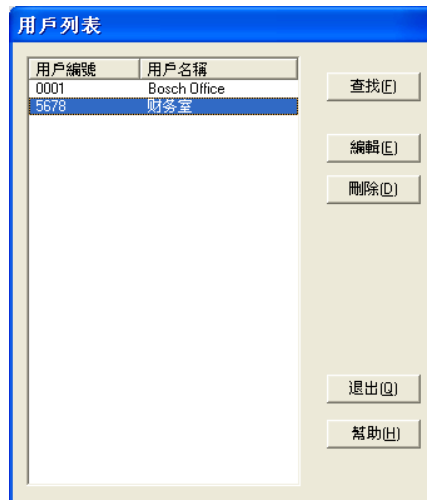 用戶列表
用戶編號 用戶名稱
0001 Bosch Office
5678 财务室
查找(F)
編輯(E)
刪除(D)
退出(Q)
幫助(H)